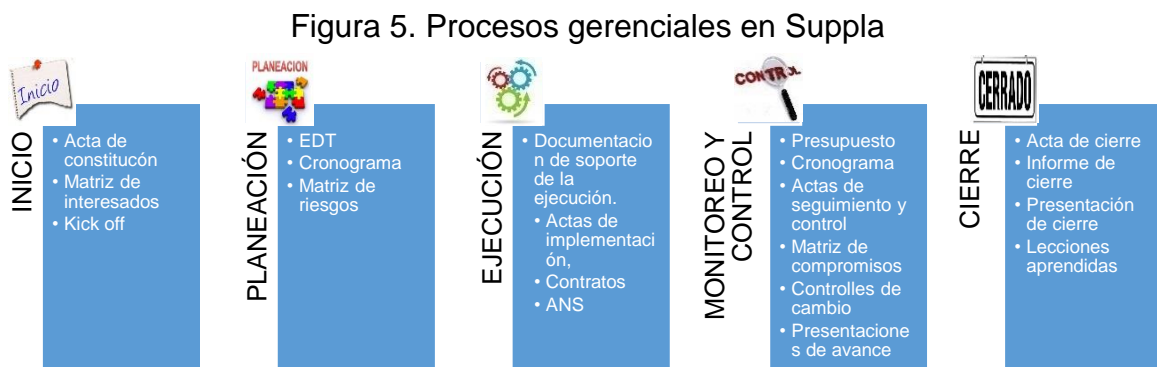 Figura 5. Procesos gerenciales en Suppla
Inicio
INICIO
• Acta de
constitucón
• Matriz de
interesados
• Kick off
PLANEACION
PLANEACIÓN
• EDT
• Cronograma
• Matriz de
riesgos
EJECUCIÓN
• Documentacio
n de soporte
de la
ejecución.
• Actas de
implementaci
ón,
• Contratos
• ANS
CONTROL
MONITOREO Y
CONTROL
• Presupuesto
• Cronograma
• Actas de
seguimiento y
control
• Matriz de
compromisos
• Controlles de
cambio
• Presentacione
s de avance
CERRADO
CIERRE
• Acta de cierre
• Informe de
cierre
• Presentación
de cierre
• Lecciones
aprendidas